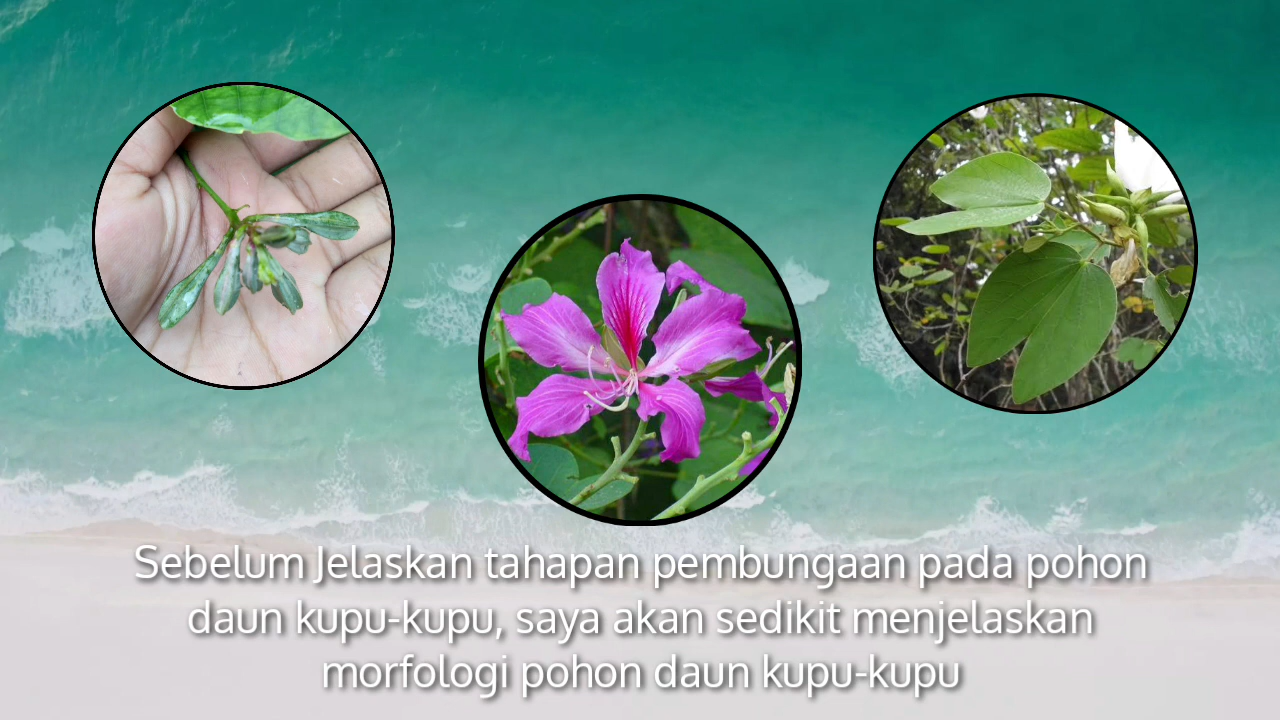 Sebelum Jelaskan tahapan pembungaan pada pohon
daun kupu-kupu, saya akan sedikit menjelaskan
morfologi pohon daun kupu-kupu